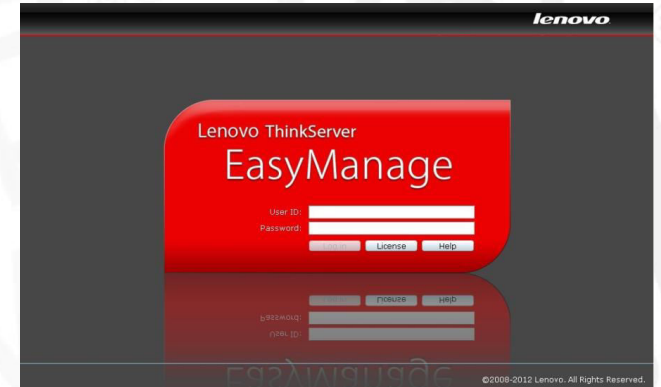 lenovo
Lenovo ThinkServer
EasyManage
User ID:
Password:
Log in License Help
©2008-2012 Lenovo. All Rights Reserved.